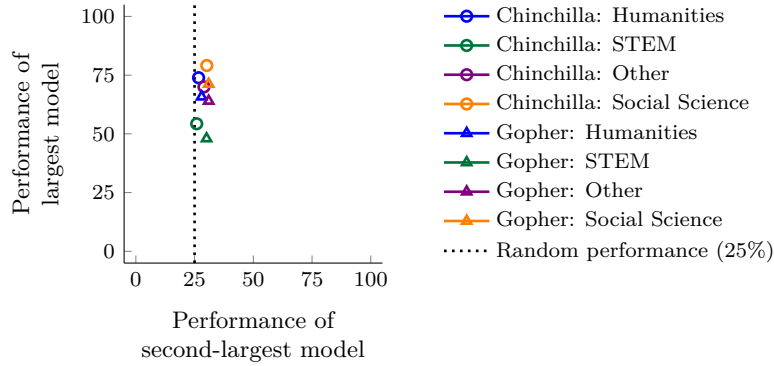 Performance of
largest model
100
75
50
25
0
0 25 50 75 100
Performance of
second-largest model
Chinchilla: Humanities
Chinchilla: STEM
Chinchilla: Other
Chinchilla: Social Science
Gopher: Humanities
Gopher: STEM
Gopher: Other
Gopher: Social Science
Random performance (25%)